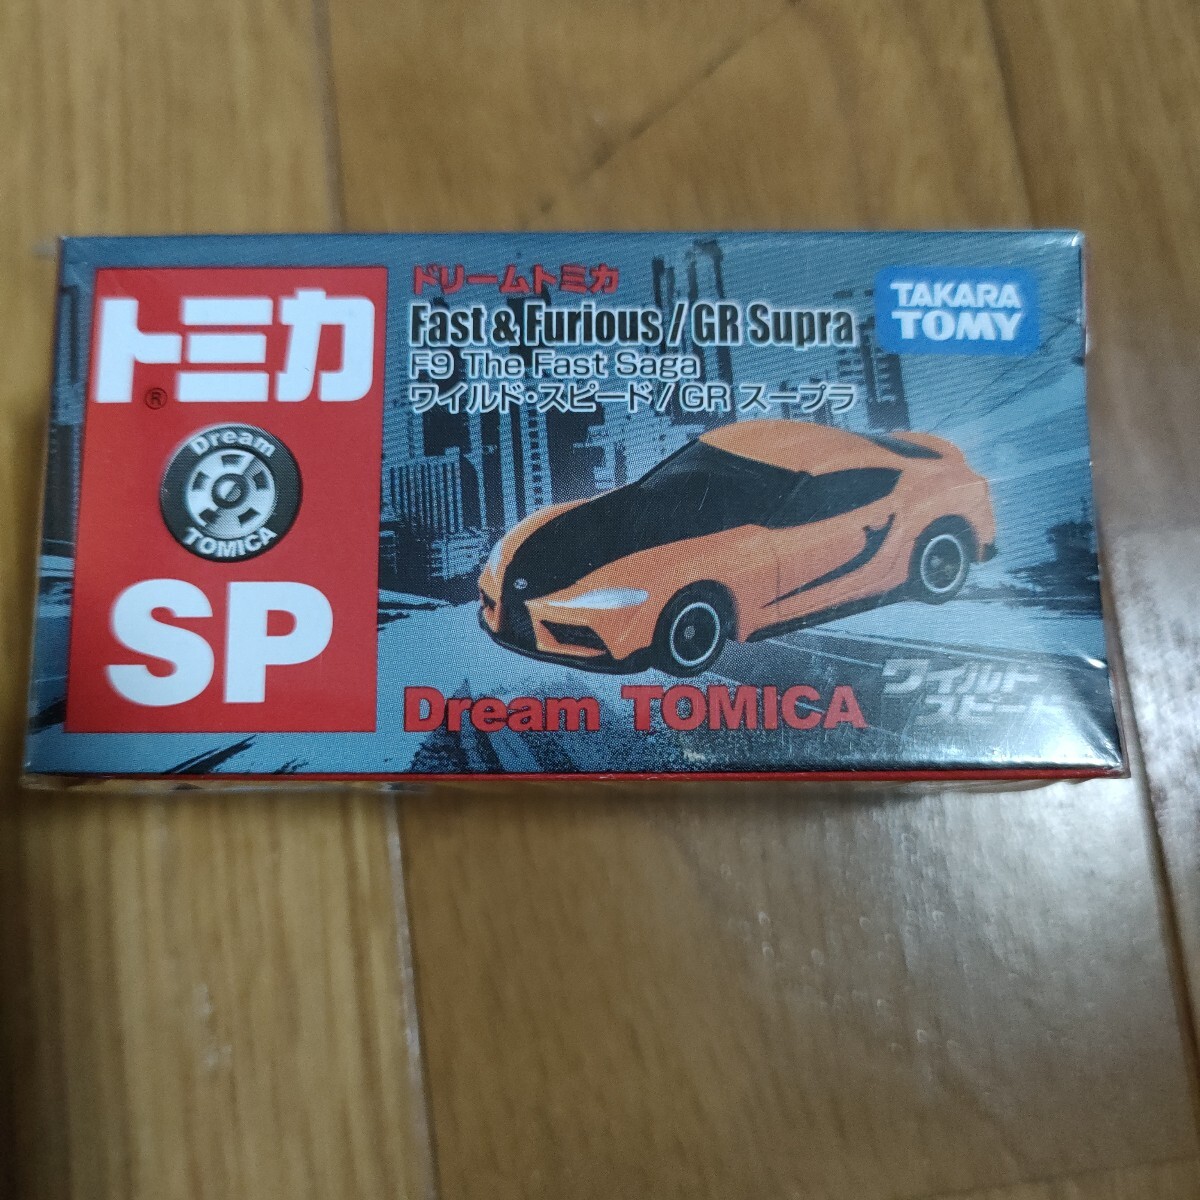 トミカ
®
Dream
TOMICA
SP
ドリームトミカ
Fast & Furious / GR Supra
F9 The Fast Saga
ワイルド・スピード / GR スープラ
TAKARA
TOMY
Dream TOMICA
ワイルド
スピード